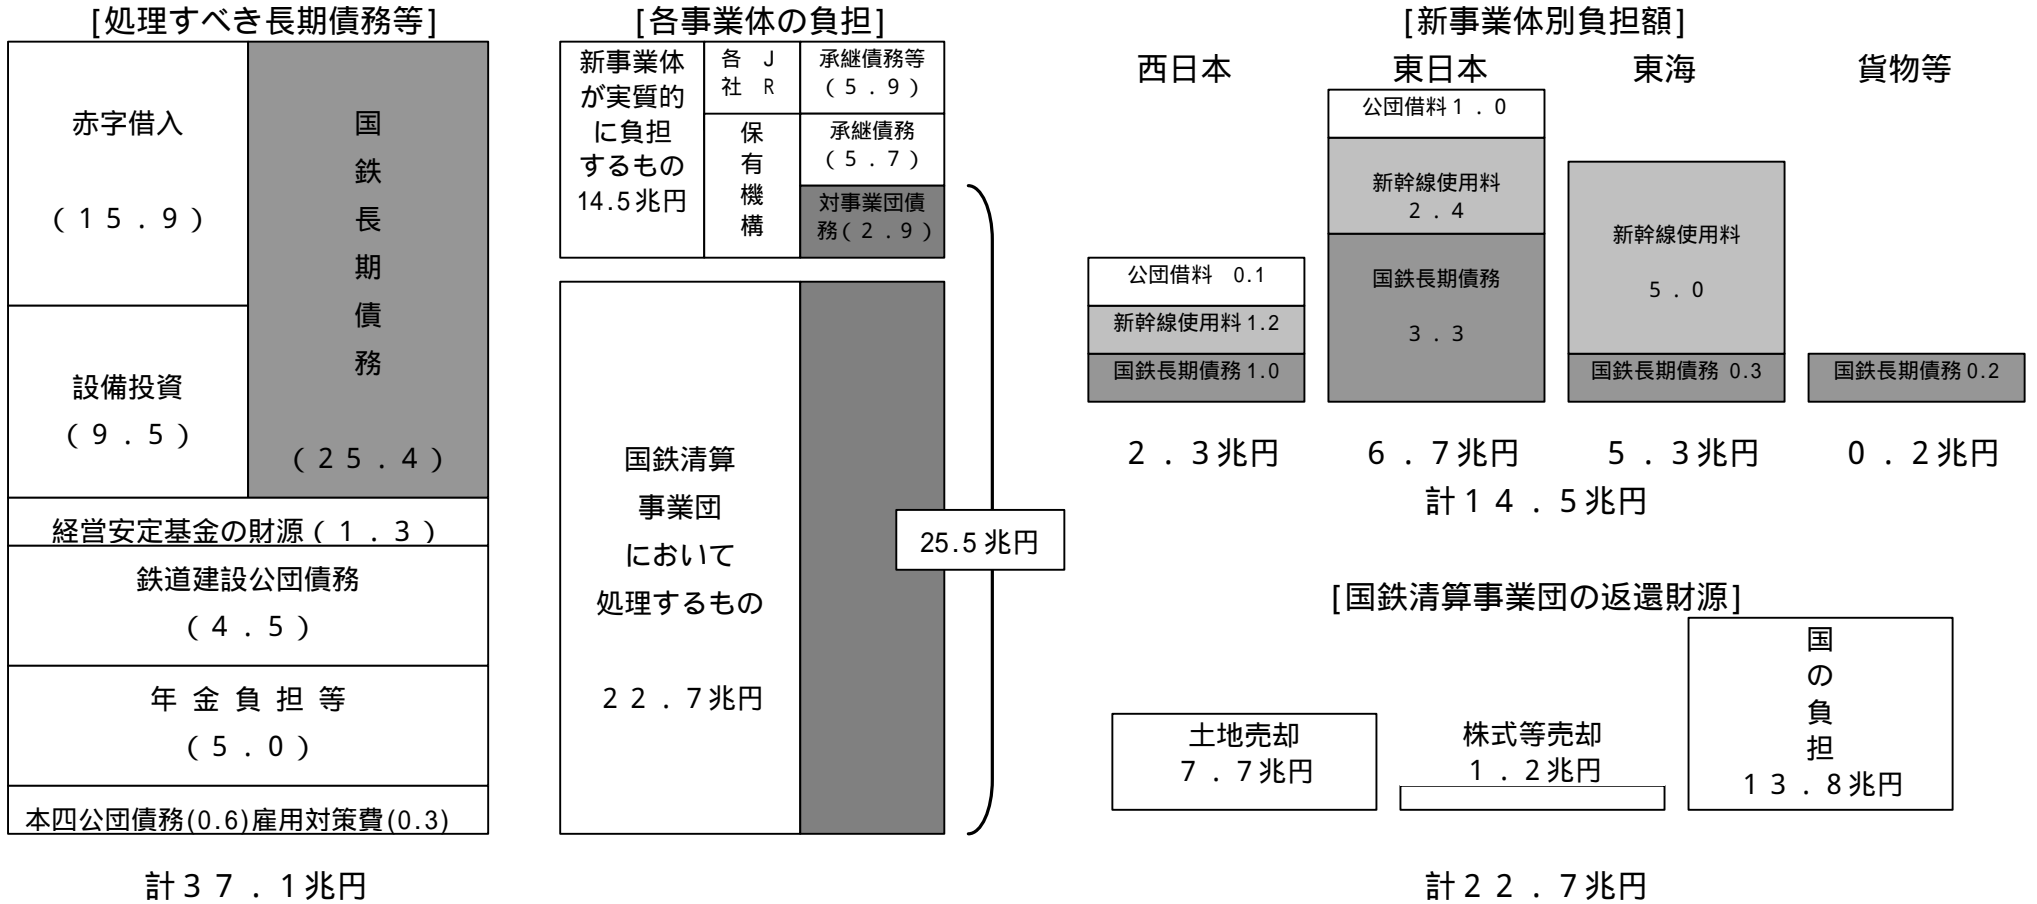 [処理すべき長期債務等]
赤字借入
(１５．９)
国鉄長期債務
(２５．４)
設備投資
(９．５)
経営安定基金の財源(１．３)
鉄道建設公団債務
(４．５)
年金負担等
(５．０)
本四公団債務(0.6)雇用対策費(0.3)
計３７．１兆円
[各事業体の負担]
新事業体
が実質的
に負担
するもの
14.5兆円
各社
JR
承継債務等
(５．９)
保有機構
承継債務
(５．７)
対事業団債
務(２．９)
国鉄清算
事業団
において
処理するもの
２２．７兆円
25.5兆円
[新事業体別負担額]
西日本
公団借料 0.1
新幹線使用料1.2
国鉄長期債務1.0
２．３兆円
東日本
公団借料１．０
新幹線使用料
２．４
国鉄長期債務
３．３
６．７兆円
東海
新幹線使用料
５．０
国鉄長期債務 0.3
５．３兆円
貨物等
国鉄長期債務0.2
０．２兆円
計１４．５兆円
[国鉄清算事業団の返還財源]
土地売却
７．７兆円
株式等売却
１．２兆円
国の負担
１３．８兆円
計２２．７兆円